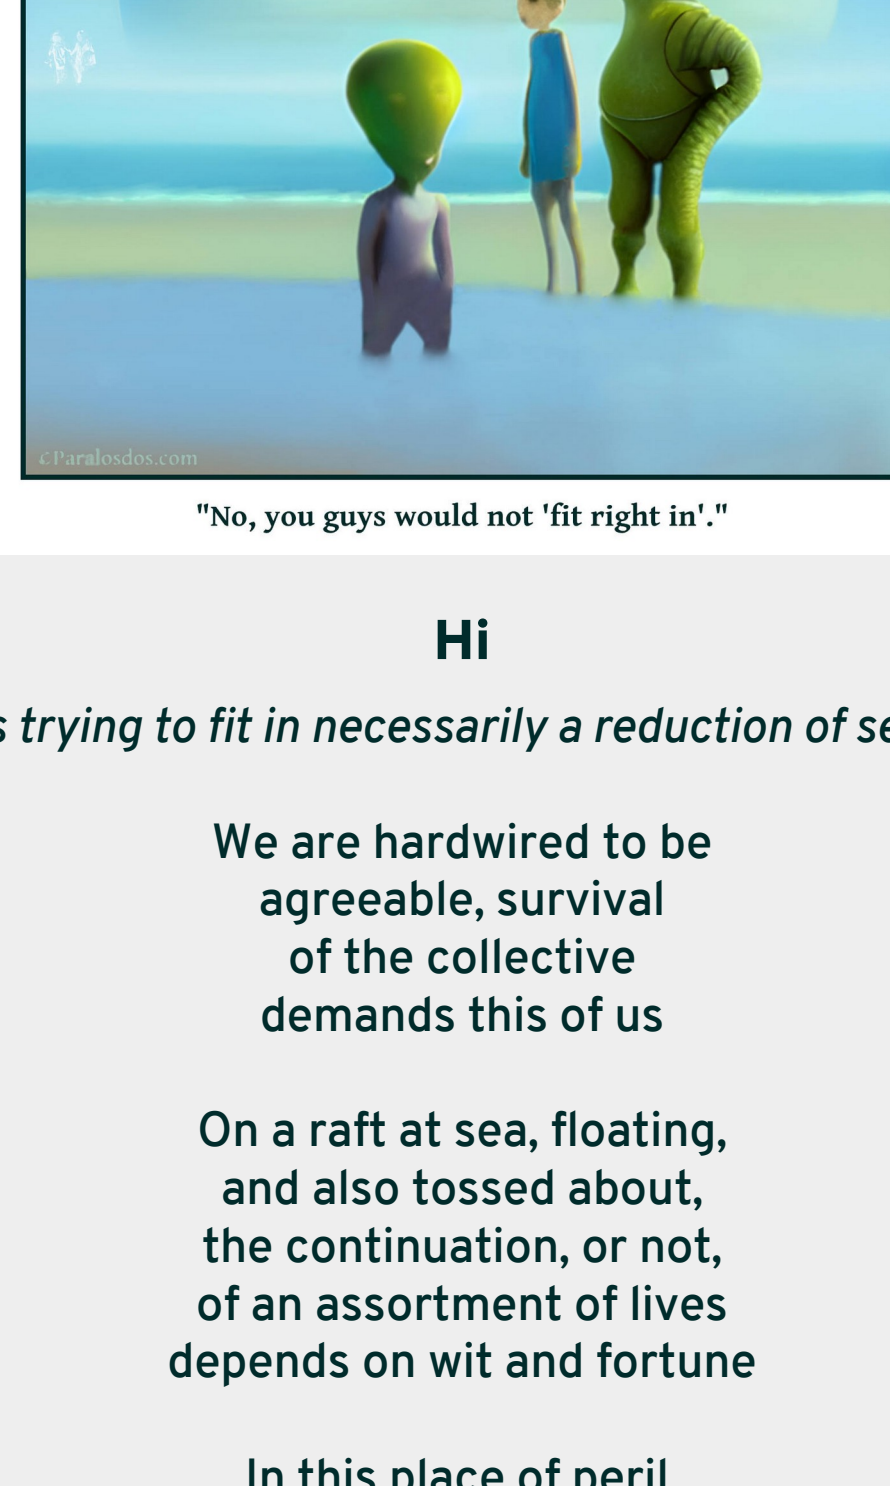 ©Paralosdos.com
"No, you guys would not 'fit right in'."
Hi
trying to fit in necessarily a reduction of
We are hardwired to be
agreeable, survival
of the collective
demands this of us
On a raft at sea, floating,
and also tossed about,
the continuation, or not,
of an assortment of lives
depends on wit and fortune
In this place of peril